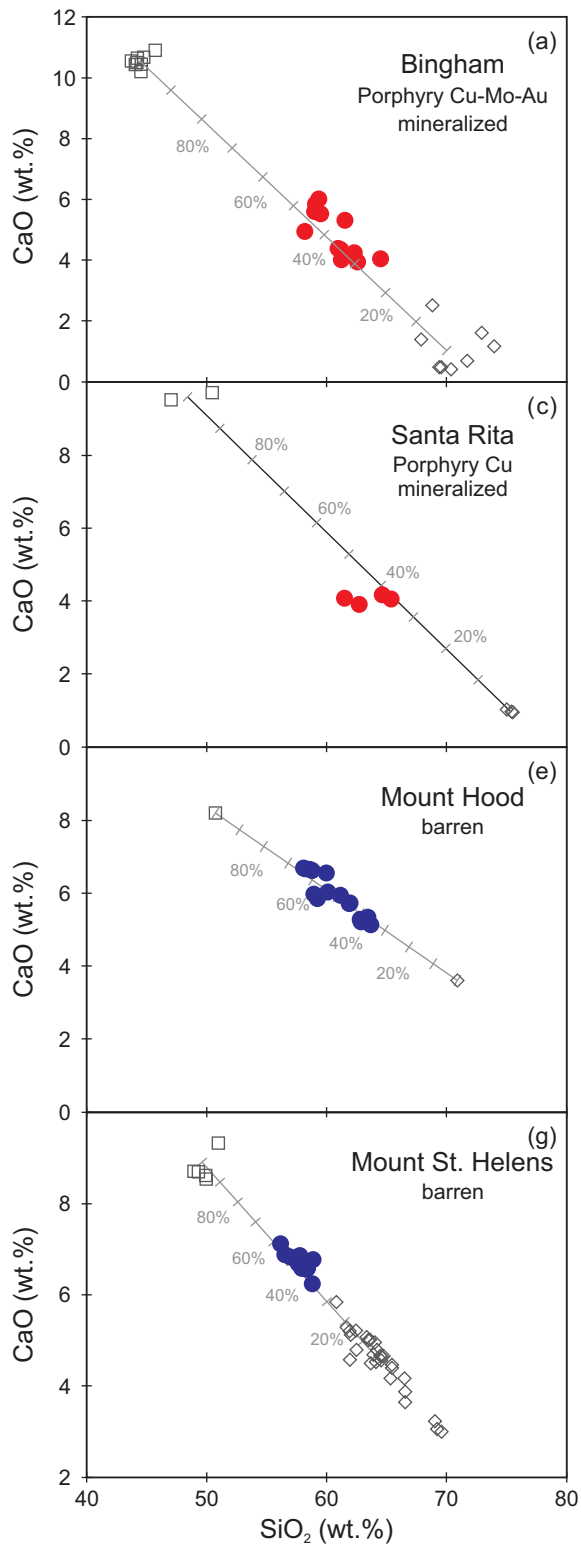 (a)
Bingham
Porphyry Cu-Mo-Au
mineralized
CaO (wt.%)
12
10
8
6
4
2
0
80%
60%
40%
20%
(c)
Santa Rita
Porphyry Cu
mineralized
CaO (wt.%)
8
6
4
2
0
80%
60%
40%
20%
(e)
Mount Hood
barren
CaO (wt.%)
8
6
4
2
0
80%
60%
40%
20%
(g)
Mount St. Helens
barren
CaO (wt.%)
8
6
4
2
80%
60%
40%
20%
40 50 60 70 80
SiO₂ (wt.%)